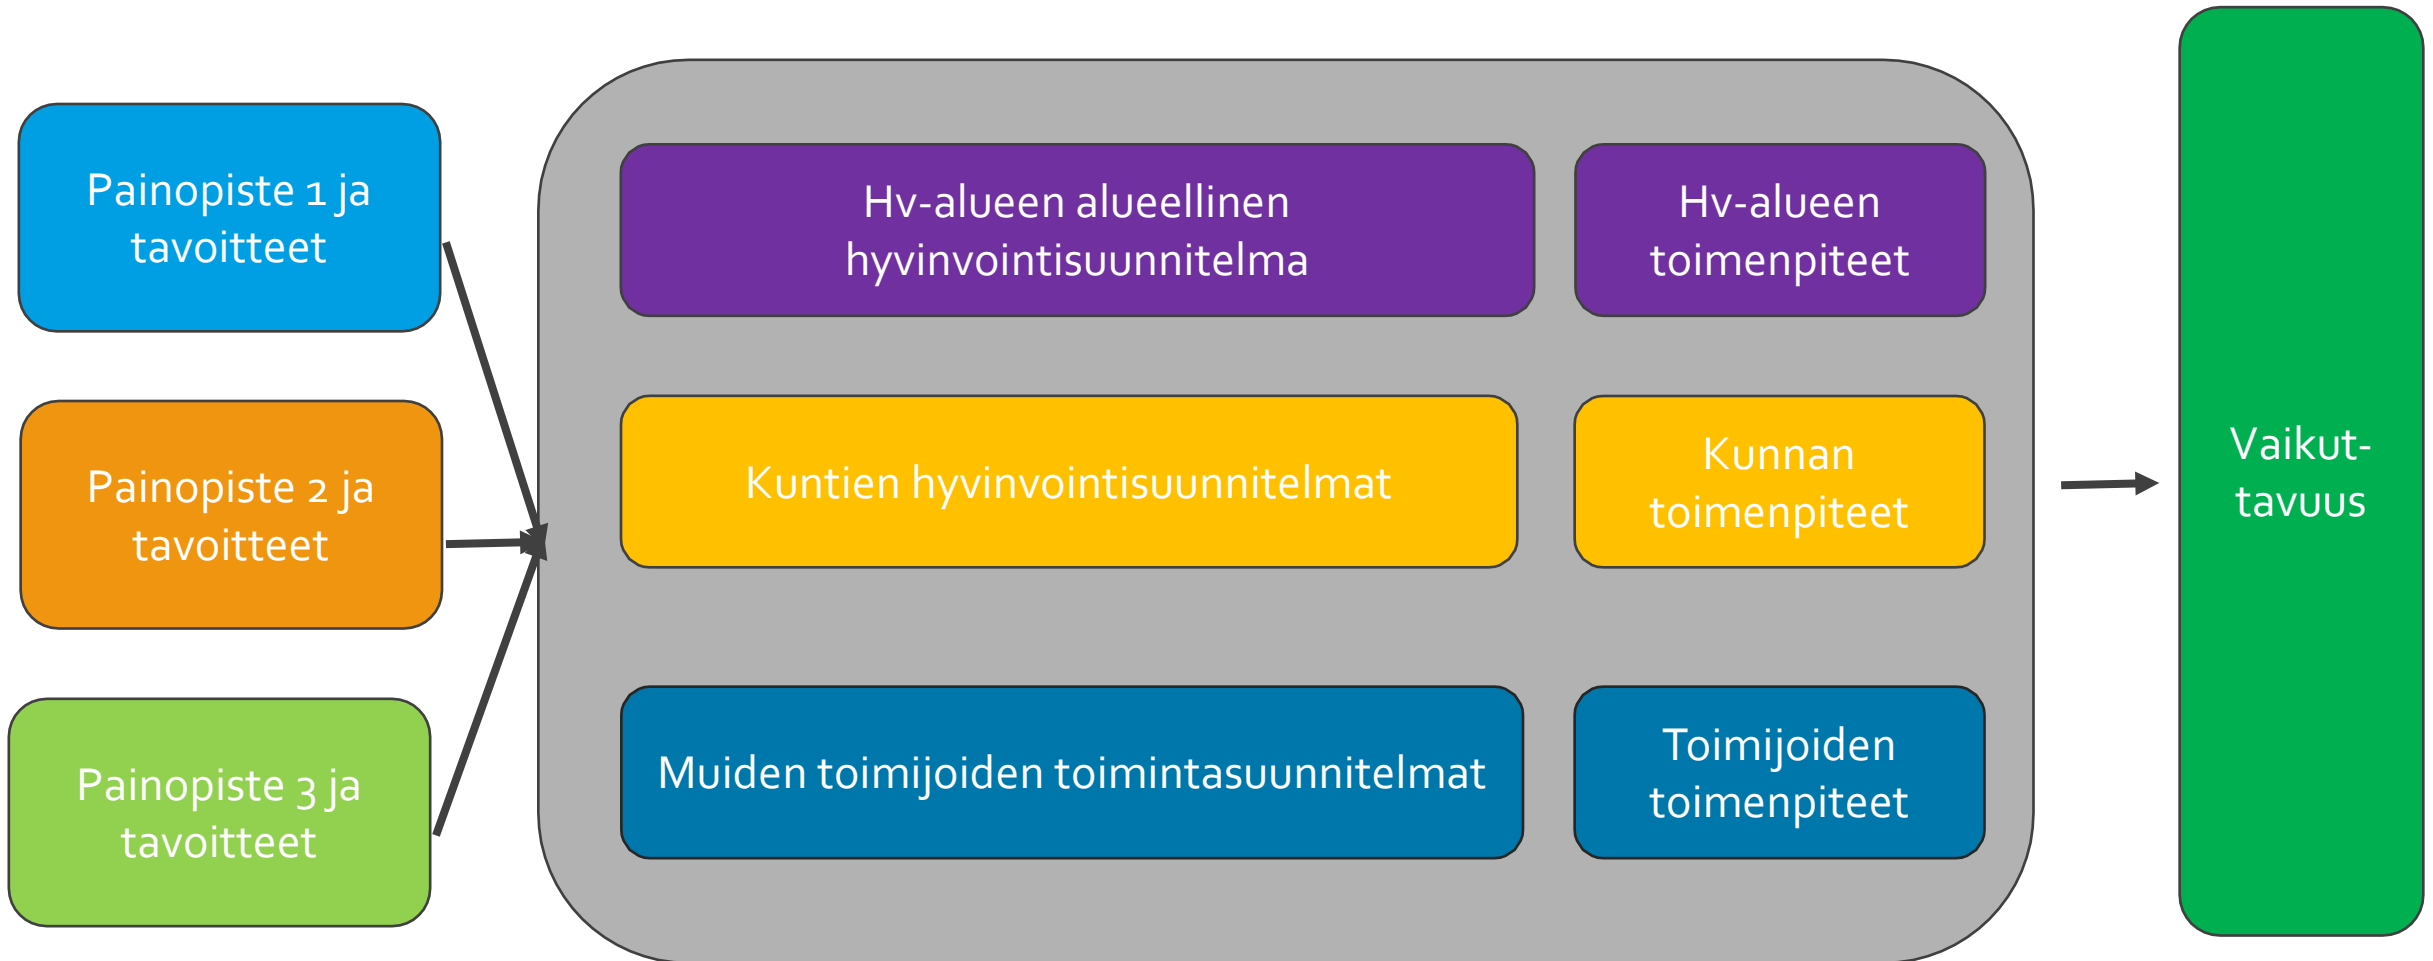 Painopiste 1 ja
tavoitteet
Painopiste 2 ja
tavoitteet
Painopiste 3 ja
tavoitteet
Hv-alueen alueellinen
hyvinvointisuunnitelma
Hv-alueen
toimenpiteet
Kuntien hyvinvointisuunnitelmat
Kunnan
toimenpiteet
Muiden toimijoiden toimintasuunnitelmat
Toimijoiden
toimenpiteet
Vaikut-
tavuus